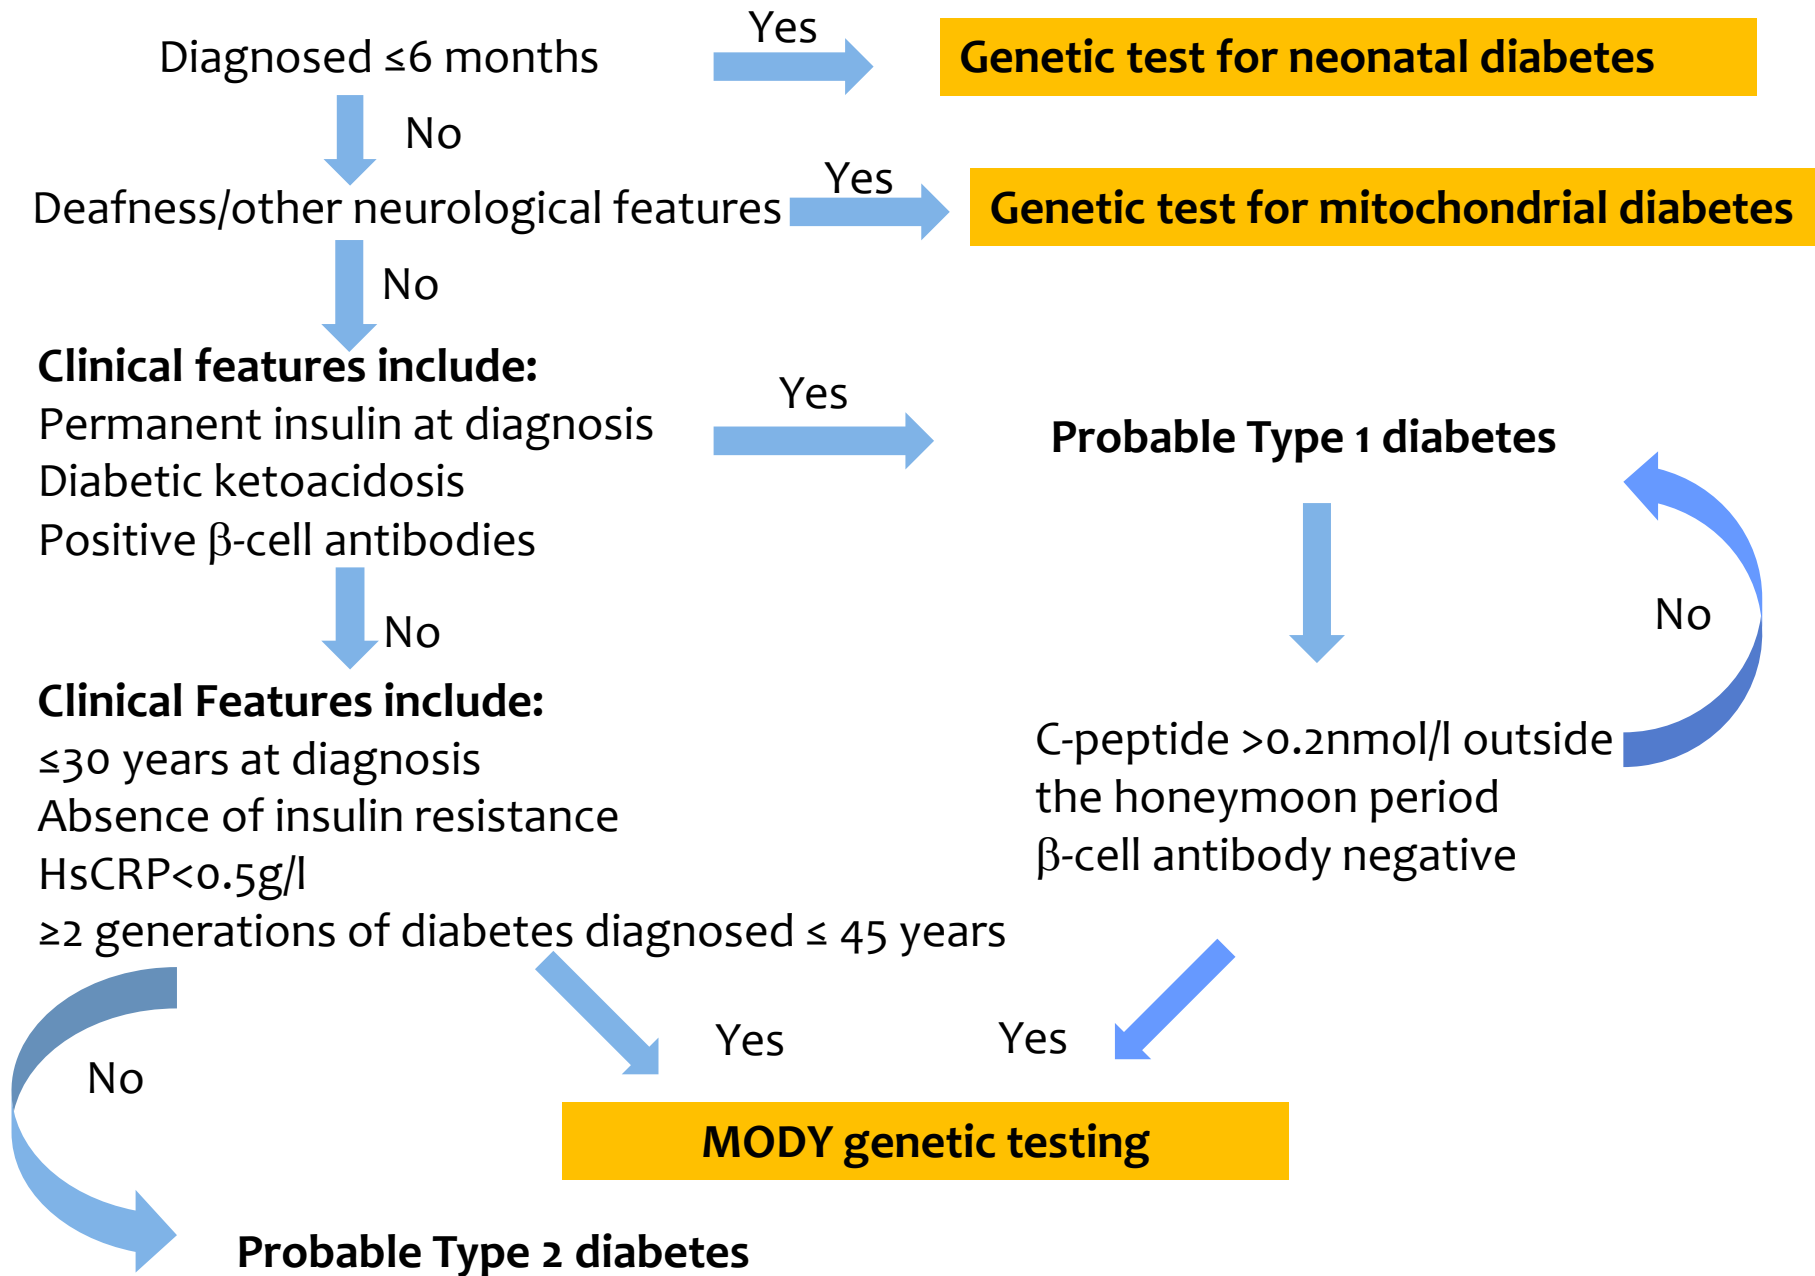 Diagnosed ≤6 months
Yes
Genetic test for neonatal diabetes
No
Deafness/other neurological features
Yes
Genetic test for mitochondrial diabetes
No
Clinical features include:
Permanent insulin at diagnosis
Diabetic ketoacidosis
Positive β-cell antibodies
Yes
Probable Type 1 diabetes
No
No
Clinical Features include:
≤30 years at diagnosis
Absence of insulin resistance
HsCRP<0.5g/l
≥2 generations of diabetes diagnosed ≤ 45 years
C-peptide >0.2nmol/l outside
the honeymoon period
β-cell antibody negative
Yes
Yes
No
MODY genetic testing
Probable Type 2 diabetes